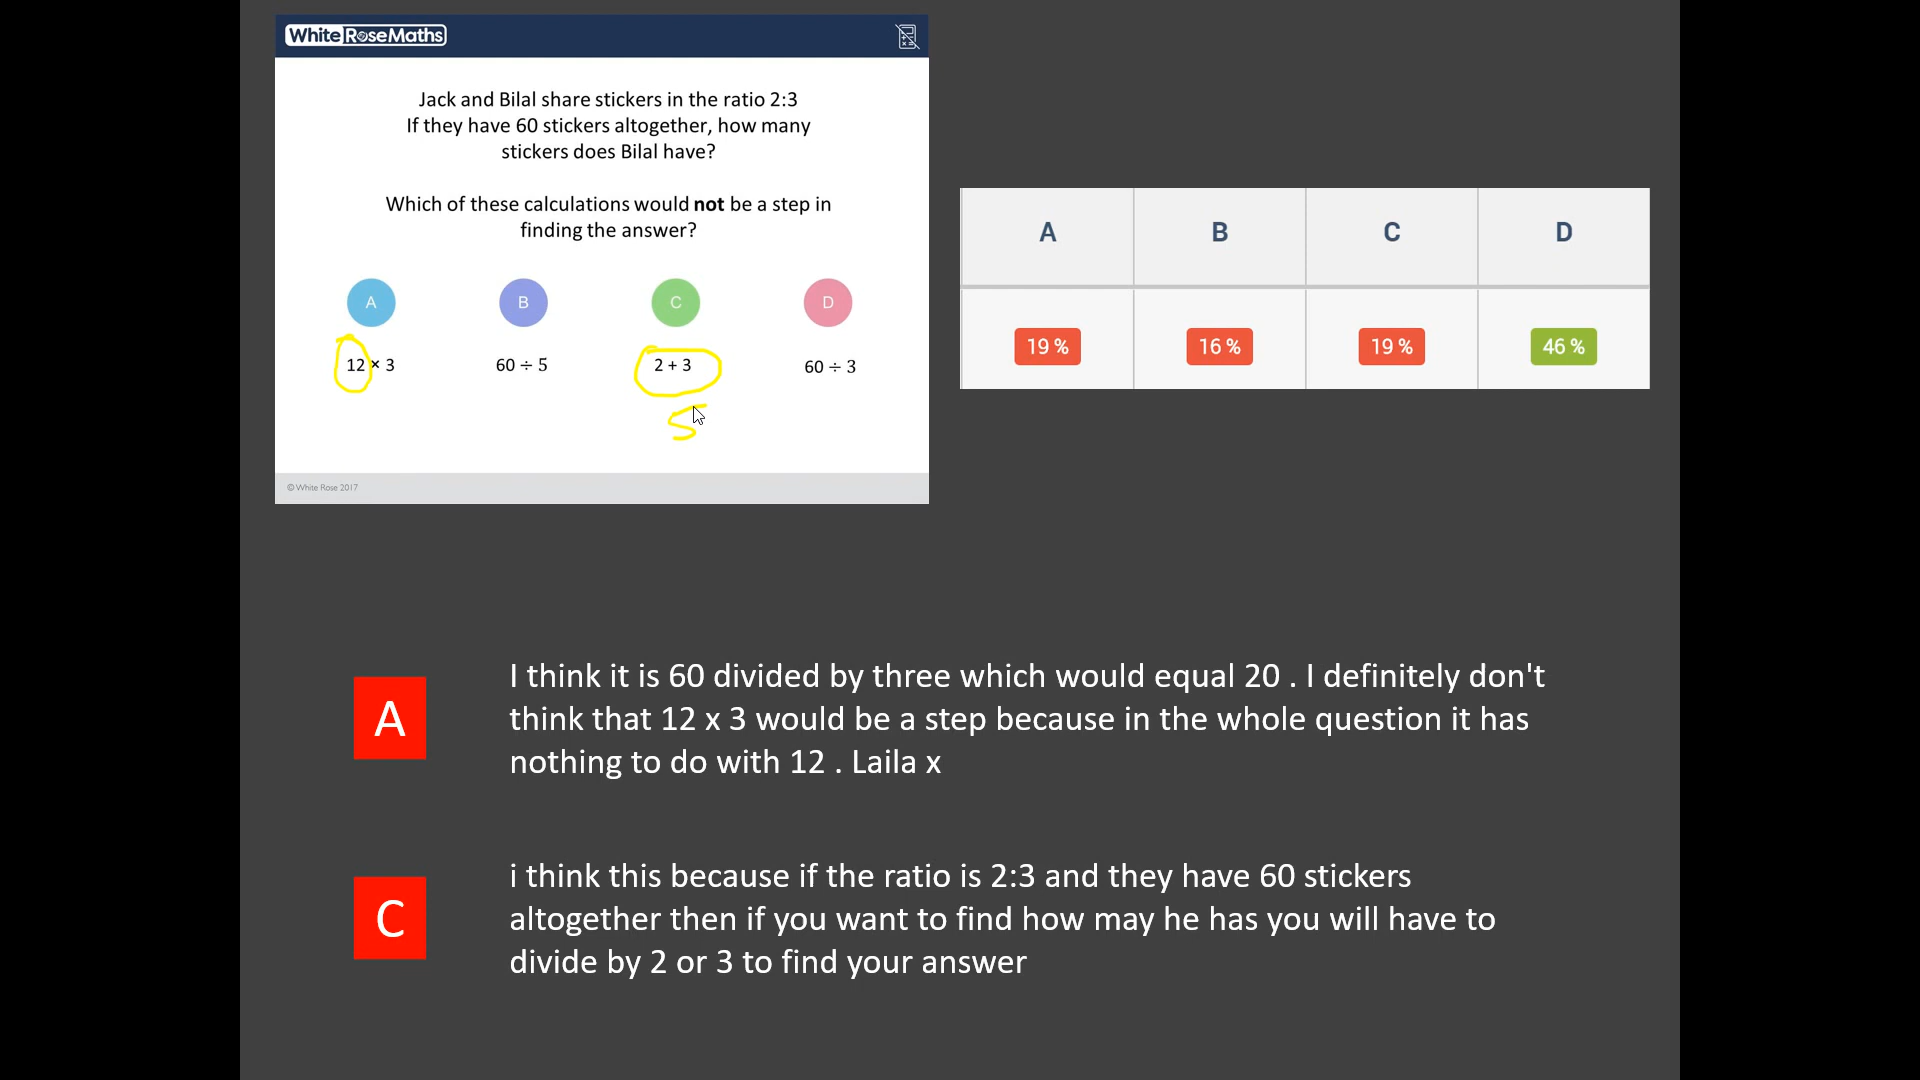 White Rose Maths
Jack and Bilal share stickers in the ratio 2:3
If they have 60 stickers altogether, how many
stickers does Bilal have?
Which of these calculations would not be a step in
finding the answer?
A B C D
12 × 3 60 ÷ 5 2 + 3 60 ÷ 3
5
© White Rose 2017
A B C D
19 % 16 % 19 % 46 %
A
I think it is 60 divided by three which would equal 20 . I definitely don't
think that 12 x 3 would be a step because in the whole question it has
nothing to do with 12 . Laila x
C
i think this because if the ratio is 2:3 and they have 60 stickers
altogether then if you want to find how may he has you will have to
divide by 2 or 3 to find your answer